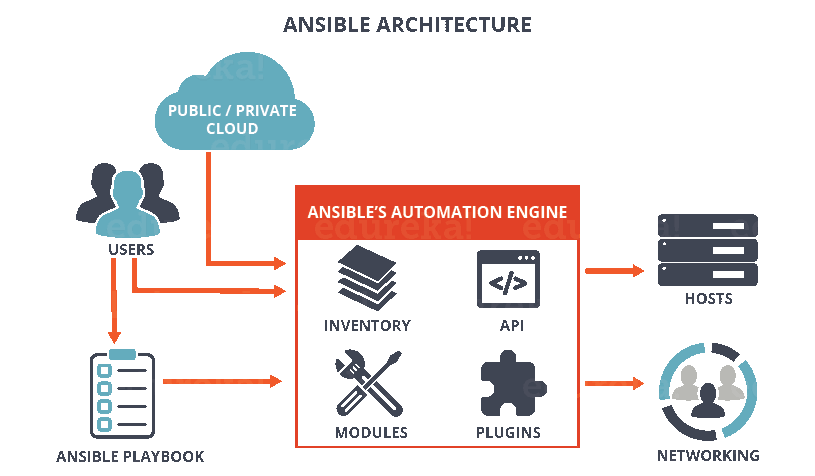 ANSIBLE ARCHITECTURE
PUBLIC / PRIVATE
CLOUD
USERS
ANSIBLE'S AUTOMATION ENGINE
edureka!
INVENTORY
API
HOSTS
MODULES
PLUGINS
ANSIBLE PLAYBOOK
NETWORKING